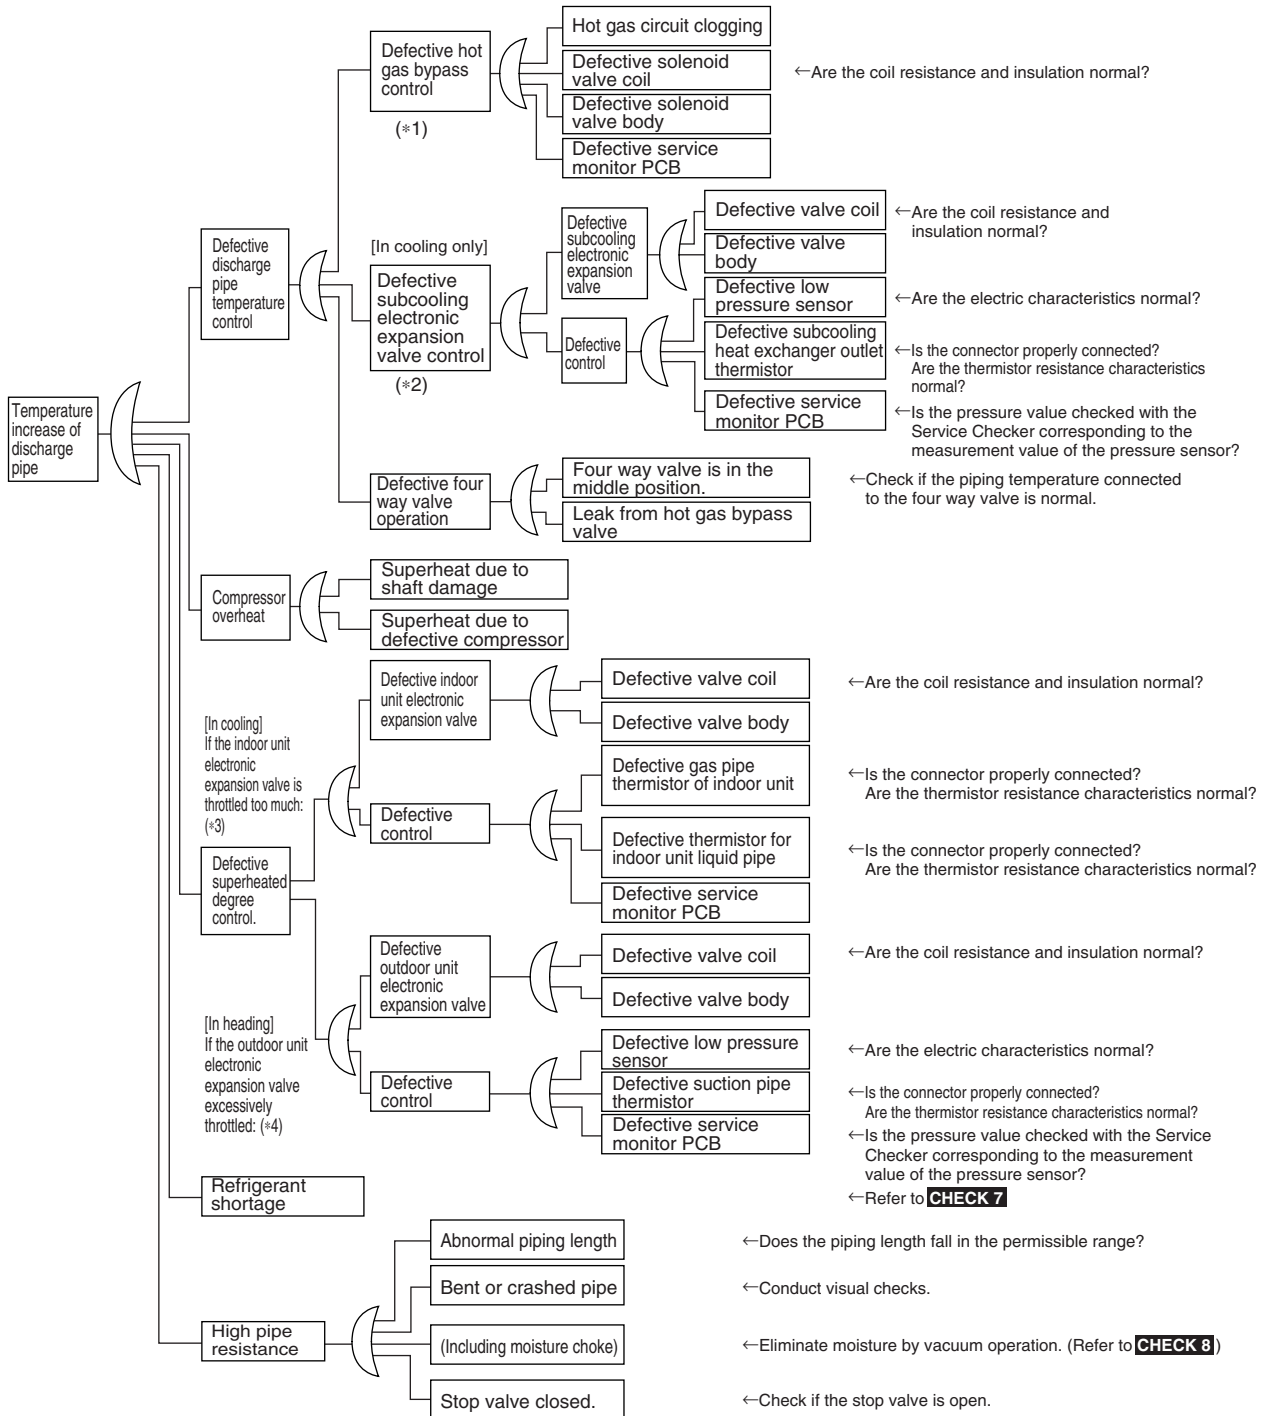 Temperature
increase of
discharge
pipe
Defective
discharge
pipe
temperature
control
Defective hot
gas bypass
control
(*1)
Hot gas circuit clogging
Defective solenoid
valve coil
←Are the coil resistance and insulation normal?
Defective solenoid
valve body
Defective service
monitor PCB
[In cooling only]
Defective
subcooling
electronic
expansion
valve control
(*2)
Defective
subcooling
electronic
expansion
valve
Defective valve coil
←Are the coil resistance and
insulation normal?
Defective valve
body
Defective
control
Defective low
pressure sensor
←Are the electric characteristics normal?
Defective subcooling
heat exchanger outlet
thermistor
←Is the connector properly connected?
Are the thermistor resistance characteristics
normal?
Defective service
monitor PCB
←Is the pressure value checked with the
Service Checker corresponding to the
measurement value of the pressure sensor?
Defective four
way valve
operation
Four way valve is in the
middle position.
←Check if the piping temperature connected
to the four way valve is normal.
Leak from hot gas bypass
valve
Compressor
overheat
Superheat due to
shaft damage
Superheat due to
defective compressor
Defective
superheated
degree
control.
[In cooling]
If the indoor unit
electronic
expansion valve is
throttled too much:
(*3)
Defective indoor
unit electronic
expansion valve
Defective valve coil
←Are the coil resistance and insulation normal?
Defective valve body
Defective
control
Defective gas pipe
thermistor of indoor unit
←Is the connector properly connected?
Are the thermistor resistance characteristics normal?
Defective thermistor for
indoor unit liquid pipe
←Is the connector properly connected?
Are the thermistor resistance characteristics normal?
Defective service
monitor PCB
[In heading]
If the outdoor unit
electronic
expansion valve
excessively
throttled: (*4)
Defective
outdoor unit
electronic
expansion valve
Defective valve coil
←Are the coil resistance and insulation normal?
Defective valve body
Defective
control
Defective low pressure
sensor
←Are the electric characteristics normal?
Defective suction pipe
thermistor
←Is the connector properly connected?
Are the thermistor resistance characteristics normal?
Defective service
monitor PCB
←Is the pressure value checked with the Service
Checker corresponding to the measurement
value of the pressure sensor?
Refrigerant
shortage
←Refer to CHECK 7
High pipe
resistance
Abnormal piping length
←Does the piping length fall in the permissible range?
Bent or crashed pipe
←Conduct visual checks.
(Including moisture choke)
←Eliminate moisture by vacuum operation. (Refer to CHECK 8)
Stop valve closed.
←Check if the stop valve is open.